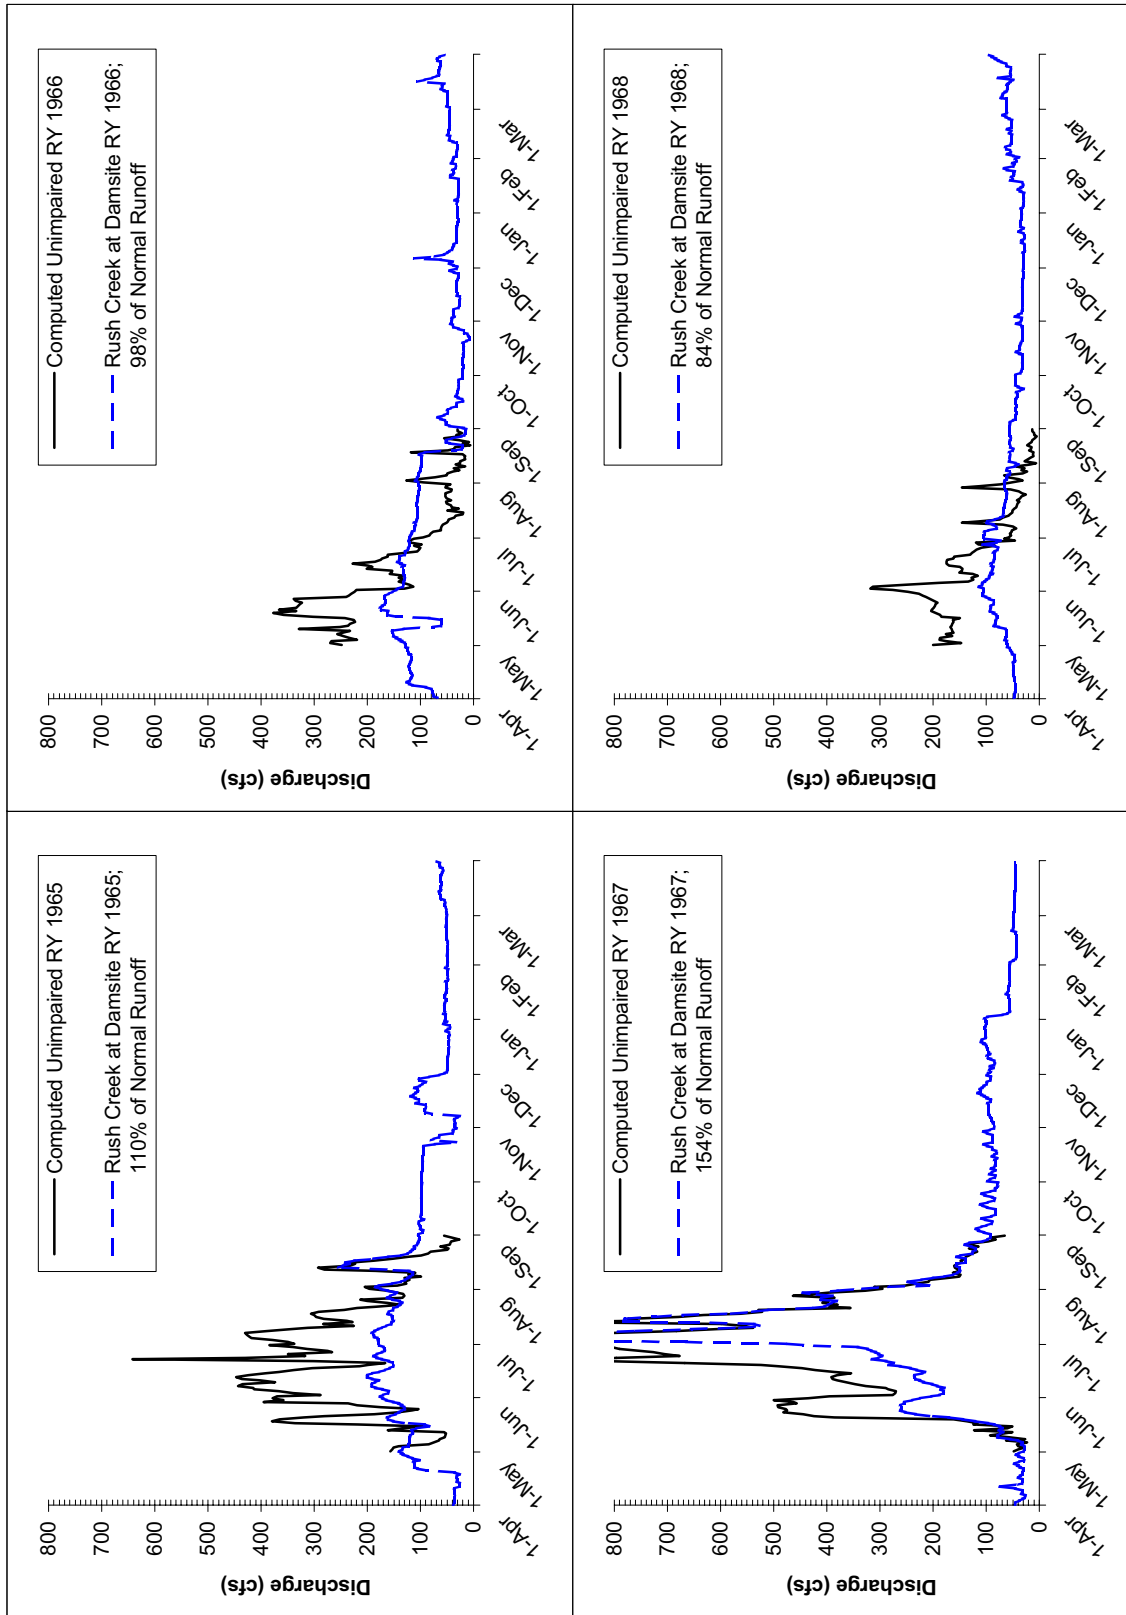 Computed Unimpaired RY 1965
Rush Creek at Damsite RY 1965;
110% of Normal Runoff
Discharge (cfs)
800
700
600
500
400
300
200
100
0
1-Apr
1-May
1-Jun
1-Jul
1-Aug
1-Sep
1-Oct
1-Nov
1-Dec
1-Jan
1-Feb
1-Mar
Computed Unimpaired RY 1966
Rush Creek at Damsite RY 1966;
98% of Normal Runoff
Discharge (cfs)
800
700
600
500
400
300
200
100
0
1-Apr
1-May
1-Jun
1-Jul
1-Aug
1-Sep
1-Oct
1-Nov
1-Dec
1-Jan
1-Feb
1-Mar
Computed Unimpaired RY 1967
Rush Creek at Damsite RY 1967;
154% of Normal Runoff
Discharge (cfs)
800
700
600
500
400
300
200
100
0
1-Apr
1-May
1-Jun
1-Jul
1-Aug
1-Sep
1-Oct
1-Nov
1-Dec
1-Jan
1-Feb
1-Mar
Computed Unimpaired RY 1968
Rush Creek at Damsite RY 1968;
84% of Normal Runoff
Discharge (cfs)
800
700
600
500
400
300
200
100
0
1-Apr
1-May
1-Jun
1-Jul
1-Aug
1-Sep
1-Oct
1-Nov
1-Dec
1-Jan
1-Feb
1-Mar